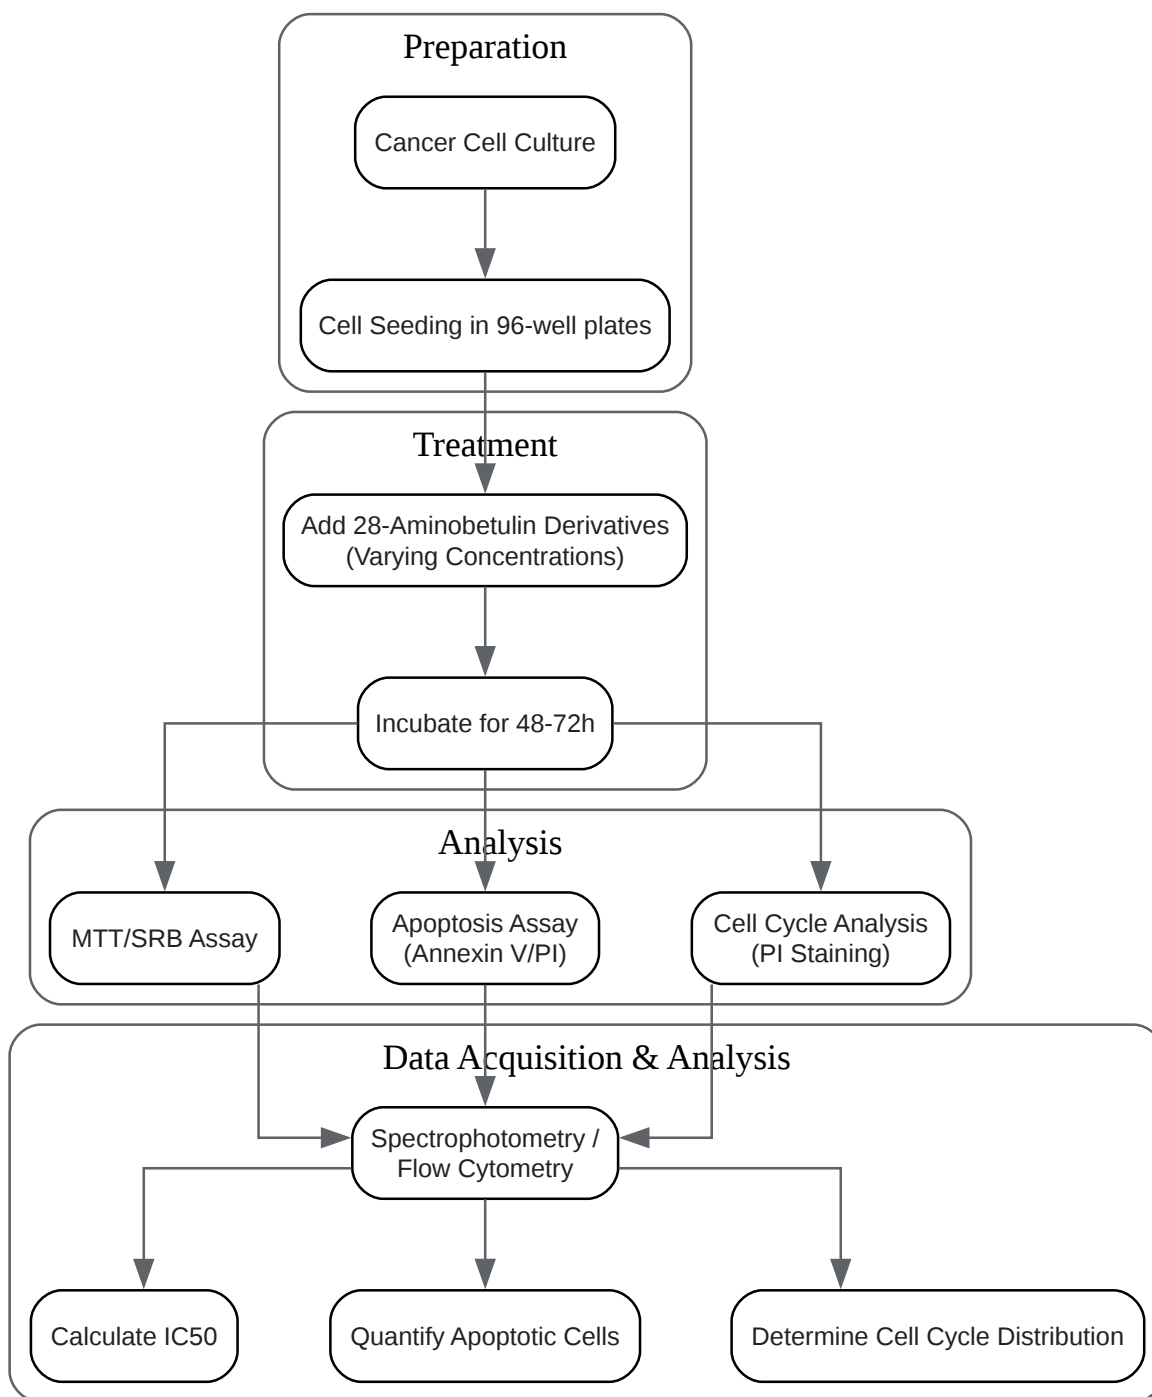 Preparation
Cancer Cell Culture
Cell Seeding in 96-well plates
Treatment
Add 28-Aminobetulin Derivatives
(Varying Concentrations)
Incubate for 48-72h
Analysis
MTT/SRB Assay
Apoptosis Assay
(Annexin V/PI)
Cell Cycle Analysis
(PI Staining)
Data Acquisition & Analysis
Spectrophotometry /
Flow Cytometry
Calculate IC50
Quantify Apoptotic Cells
Determine Cell Cycle Distribution